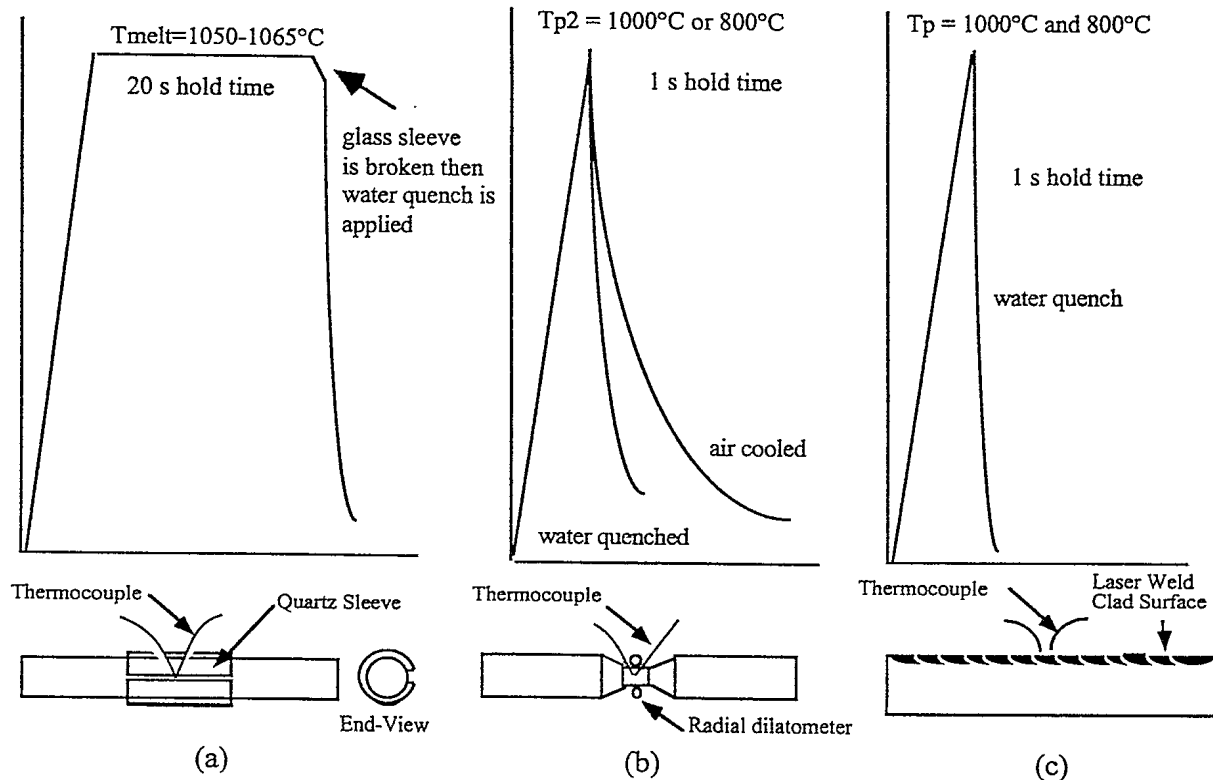 Tmelt=1050-1065°C
20 s hold time
glass sleeve
is broken then
water quench is
applied
Thermocouple
Quartz Sleeve
End-View
(a)
Tp2 = 1000°C or 800°C
1 s hold time
air cooled
water quenched
Thermocouple
Radial dilatometer
(b)
Tp = 1000°C and 800°C
1 s hold time
water quench
Thermocouple
Laser Weld
Clad Surface
(c)